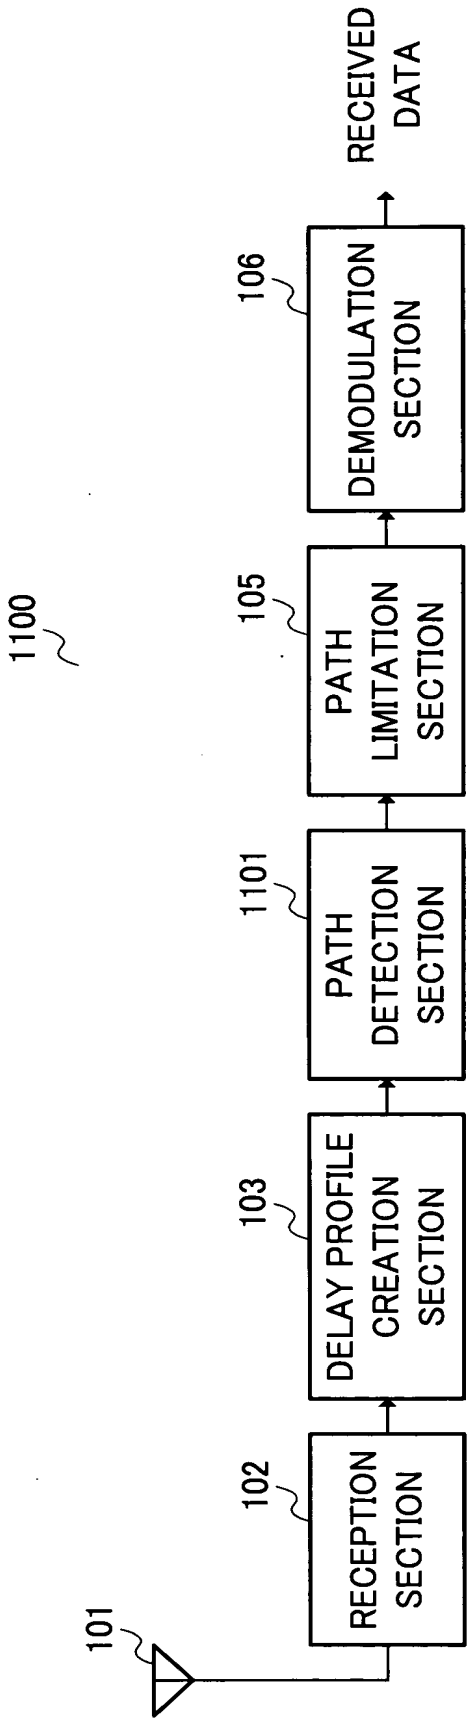 1100
101
102
RECEPTION
SECTION
103
DELAY PROFILE
CREATION
SECTION
1101
PATH
DETECTION
SECTION
105
PATH
LIMITATION
SECTION
106
DEMODULATION
SECTION
RECEIVED
DATA